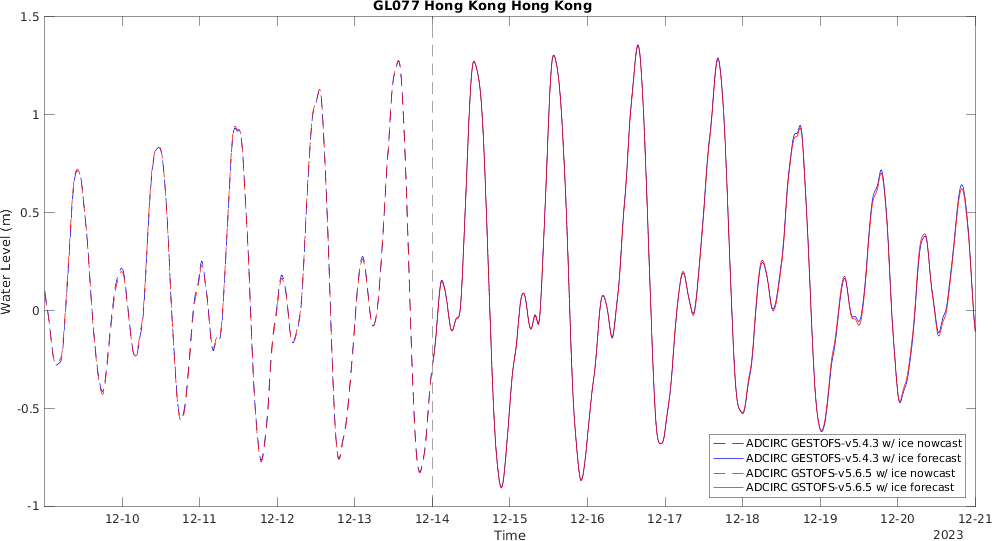 GL077 Hong Kong Hong Kong
1.5
1
0.5
0
-0.5
-1
Water Level (m)
ADCIRC GESTOFS-v5.4.3 w/ ice nowcast
ADCIRC GESTOFS-v5.4.3 w/ ice forecast
ADCIRC GSTOFS-v5.6.5 w/ ice nowcast
ADCIRC GSTOFS-v5.6.5 w/ ice forecast
12-10 12-11 12-12 12-13 12-14 12-15 12-16 12-17 12-18 12-19 12-20 12-21
Time
2023